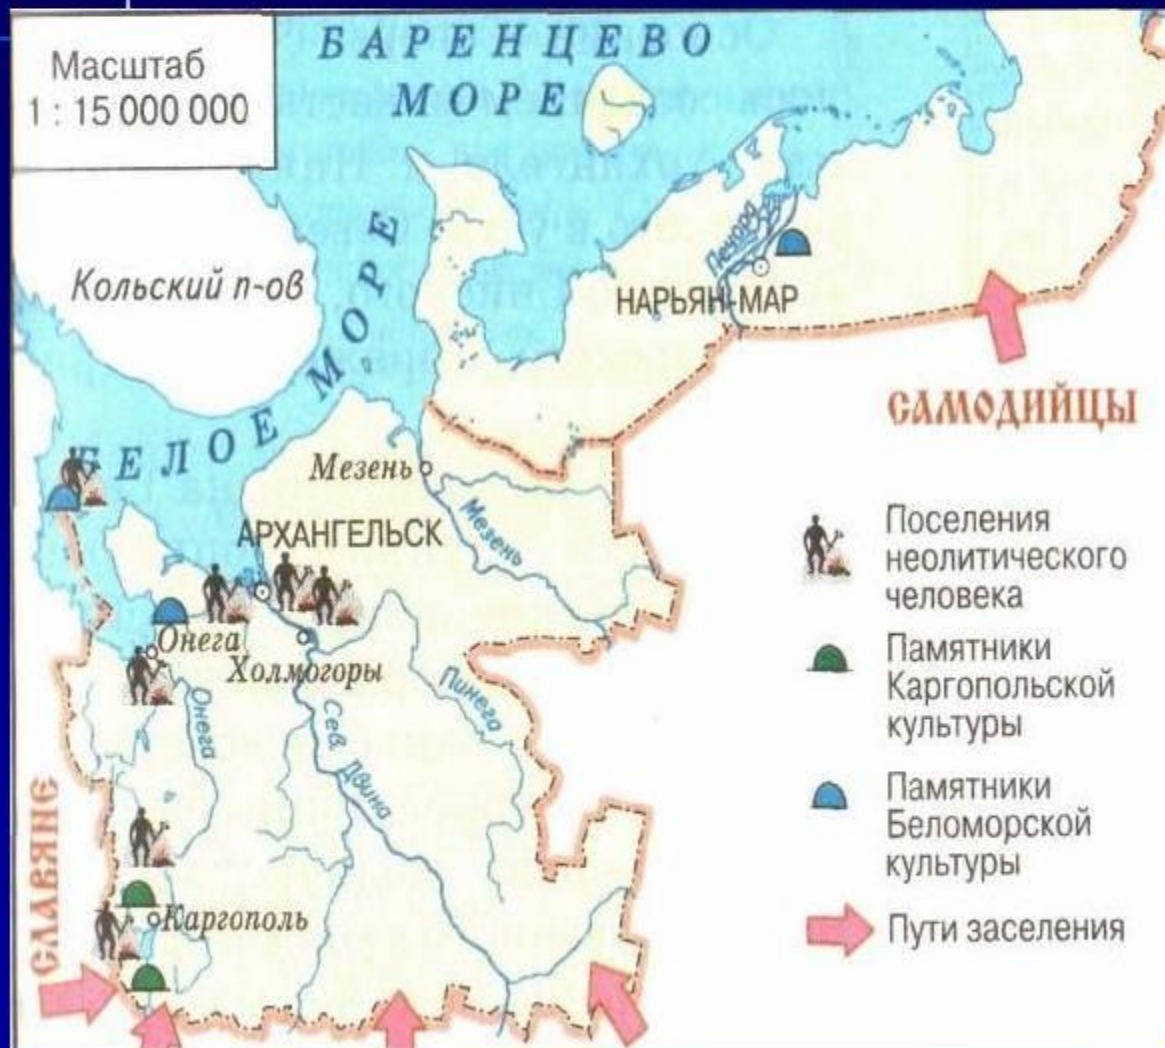 Масштаб
1 : 15 000 000
БАРЕНЦЕВО
МОРЕ
Кольский п-ов
БЕЛОЕ МОРЕ
Печора
НАРЬЯН-МАР
САМОДИЙЦЫ
Мезень
Мезень
АРХАНГЕЛЬСК
Онега
Холмогоры
Онега
Сев. Двина
Пинега
Каргополь
СЛАВЯНЕ
Поселения
неолитического
человека
Памятники
Каргопольской
культуры
Памятники
Беломорской
культуры
Пути заселения